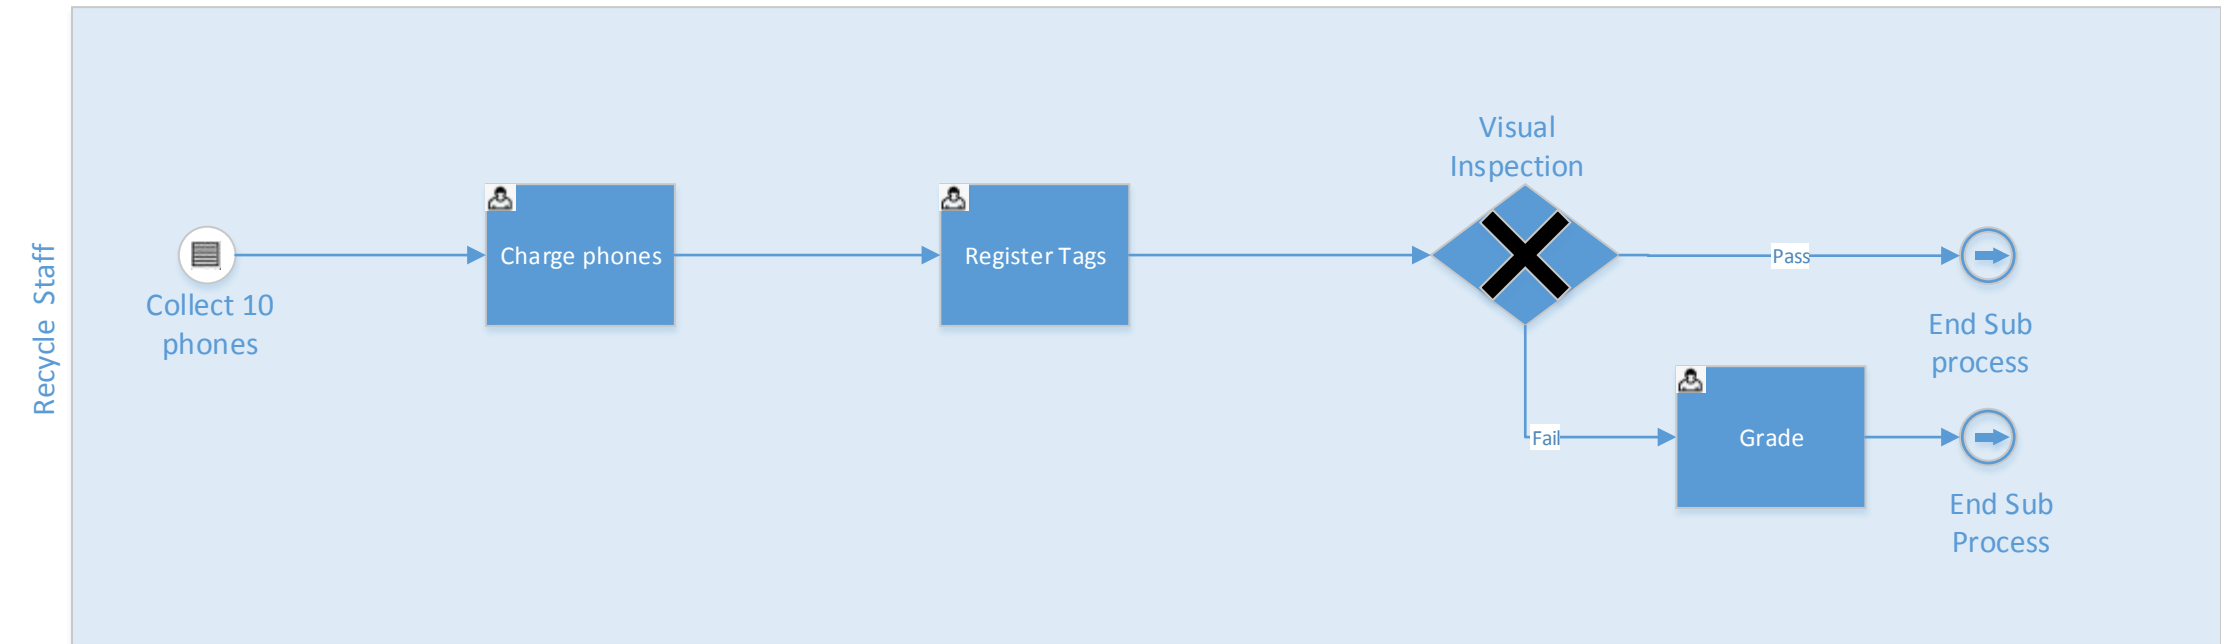 Recycle Staff
Collect 10
phones
Charge phones
Register Tags
Visual
Inspection
Pass
End Sub
process
Fail
Grade
End Sub
Process